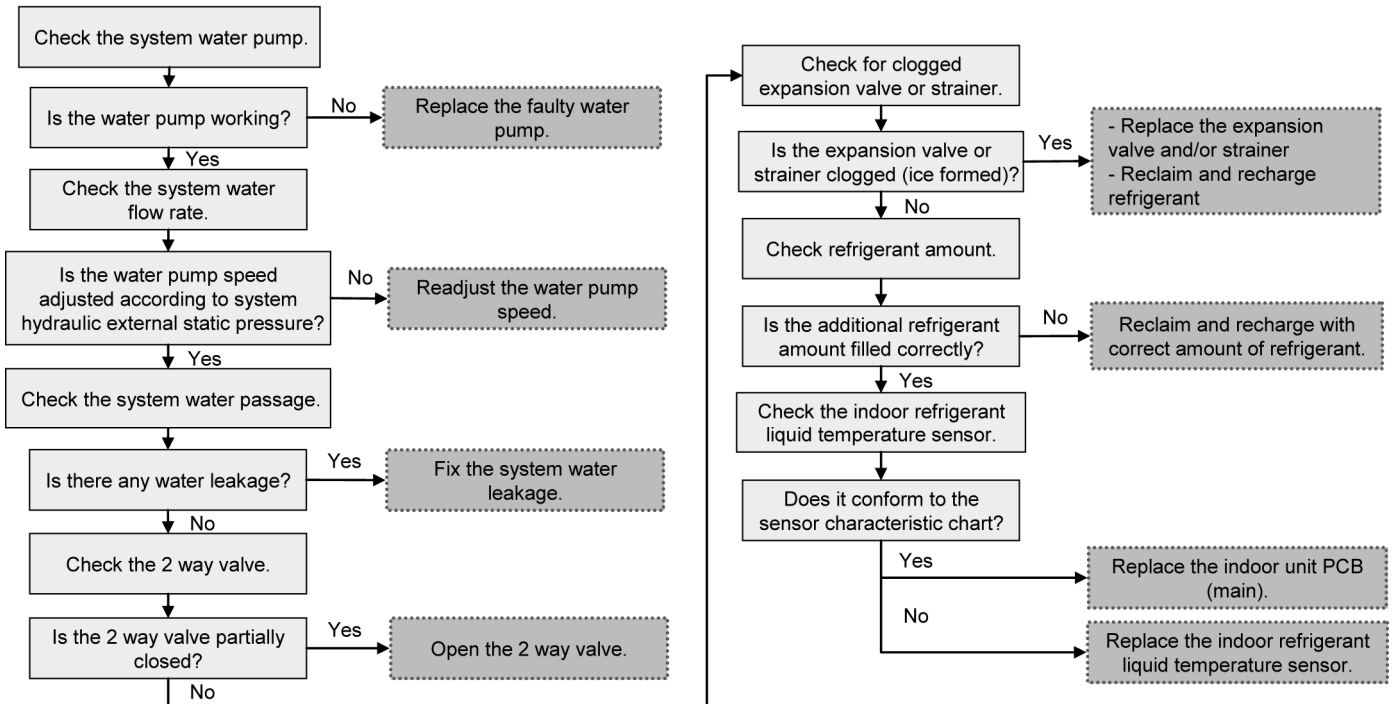 Check the system water pump.
Is the water pump working?
No
Replace the faulty water
pump.
Yes
Check the system water
flow rate.
Is the water pump speed
adjusted according to system
hydraulic external static pressure?
No
Readjust the water pump
speed.
Yes
Check the system water passage.
Is there any water leakage?
Yes
Fix the system water
leakage.
No
Check the 2 way valve.
Is the 2 way valve partially
closed?
Yes
Open the 2 way valve.
No
Check for clogged
expansion valve or strainer.
Is the expansion valve or
strainer clogged (ice formed)?
Yes
- Replace the expansion
valve and/or strainer
- Reclaim and recharge
refrigerant
No
Check refrigerant amount.
Is the additional refrigerant
amount filled correctly?
No
Reclaim and recharge with
correct amount of refrigerant.
Yes
Check the indoor refrigerant
liquid temperature sensor.
Does it conform to the
sensor characteristic chart?
Yes
Replace the indoor unit PCB
(main).
No
Replace the indoor refrigerant
liquid temperature sensor.